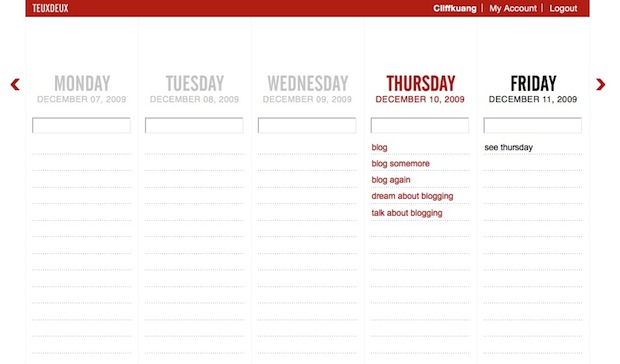 TEUXDEUX
Cliffkuang | My Account | Logout
MONDAY
DECEMBER 07, 2009
TUESDAY
DECEMBER 08, 2009
WEDNESDAY
DECEMBER 09, 2009
THURSDAY
DECEMBER 10, 2009
FRIDAY
DECEMBER 11, 2009
blog
blog somemore
blog again
dream about blogging
talk about blogging
see thursday